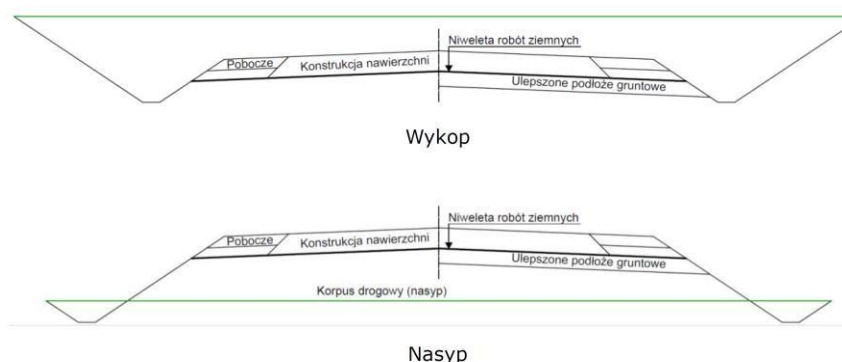 Niweleta robót ziemnych
Pobocze
Konstrukcja nawierzchni
Ulepszone podłoże gruntowe
Wykop
Niweleta robót ziemnych
Pobocze
Konstrukcja nawierzchni
Ulepszone podłoże gruntowe
Korpus drogowy (nasyp)
Nasyp